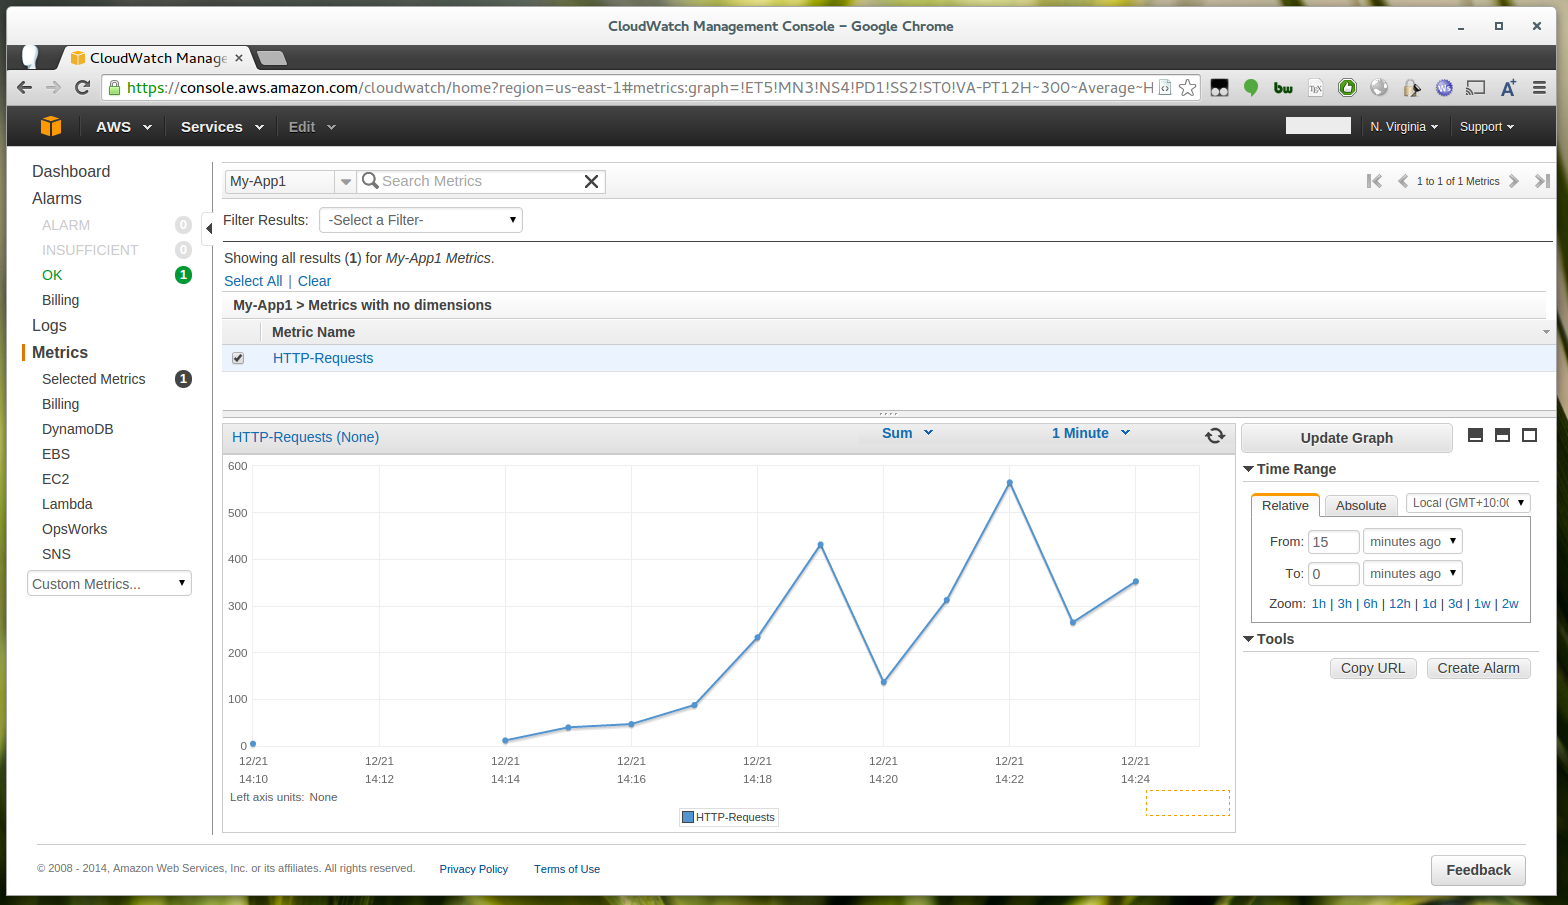 CloudWatch Management Console - Google Chrome
CloudWatch Manage
https://console.aws.amazon.com/cloudwatch/home?region=us-east-1#metrics:graph=!ET5!MN3!NS4!PD1!SS2!ST0!VA-PT12H~300~Average~H
AWS Services Edit N. Virginia Support
Dashboard
Alarms
ALARM 0
INSUFFICIENT 0
OK 1
Billing
Logs
Metrics
Selected Metrics 1
Billing
DynamoDB
EBS
EC2
Lambda
OpsWorks
SNS
Custom Metrics...
My-App1 Search Metrics 1 to 1 of 1 Metrics
Filter Results: -Select a Filter-
Showing all results (1) for My-App1 Metrics.
Select All | Clear
My-App1 > Metrics with no dimensions
Metric Name
HTTP-Requests
HTTP-Requests (None) Sum 1 Minute
600
500
400
300
200
100
0
12/21 12/21 12/21 12/21 12/21 12/21 12/21 12/21
14:10 14:12 14:14 14:16 14:18 14:20 14:22 14:24
Left axis units: None
HTTP-Requests
Update Graph
Time Range
Relative Absolute Local (GMT+10:00
From: 15 minutes ago
To: 0 minutes ago
Zoom: 1h | 3h | 6h | 12h | 1d | 3d | 1w | 2w
Tools
Copy URL Create Alarm
© 2008 - 2014, Amazon Web Services, Inc. or its affiliates. All rights reserved. Privacy Policy Terms of Use
Feedback